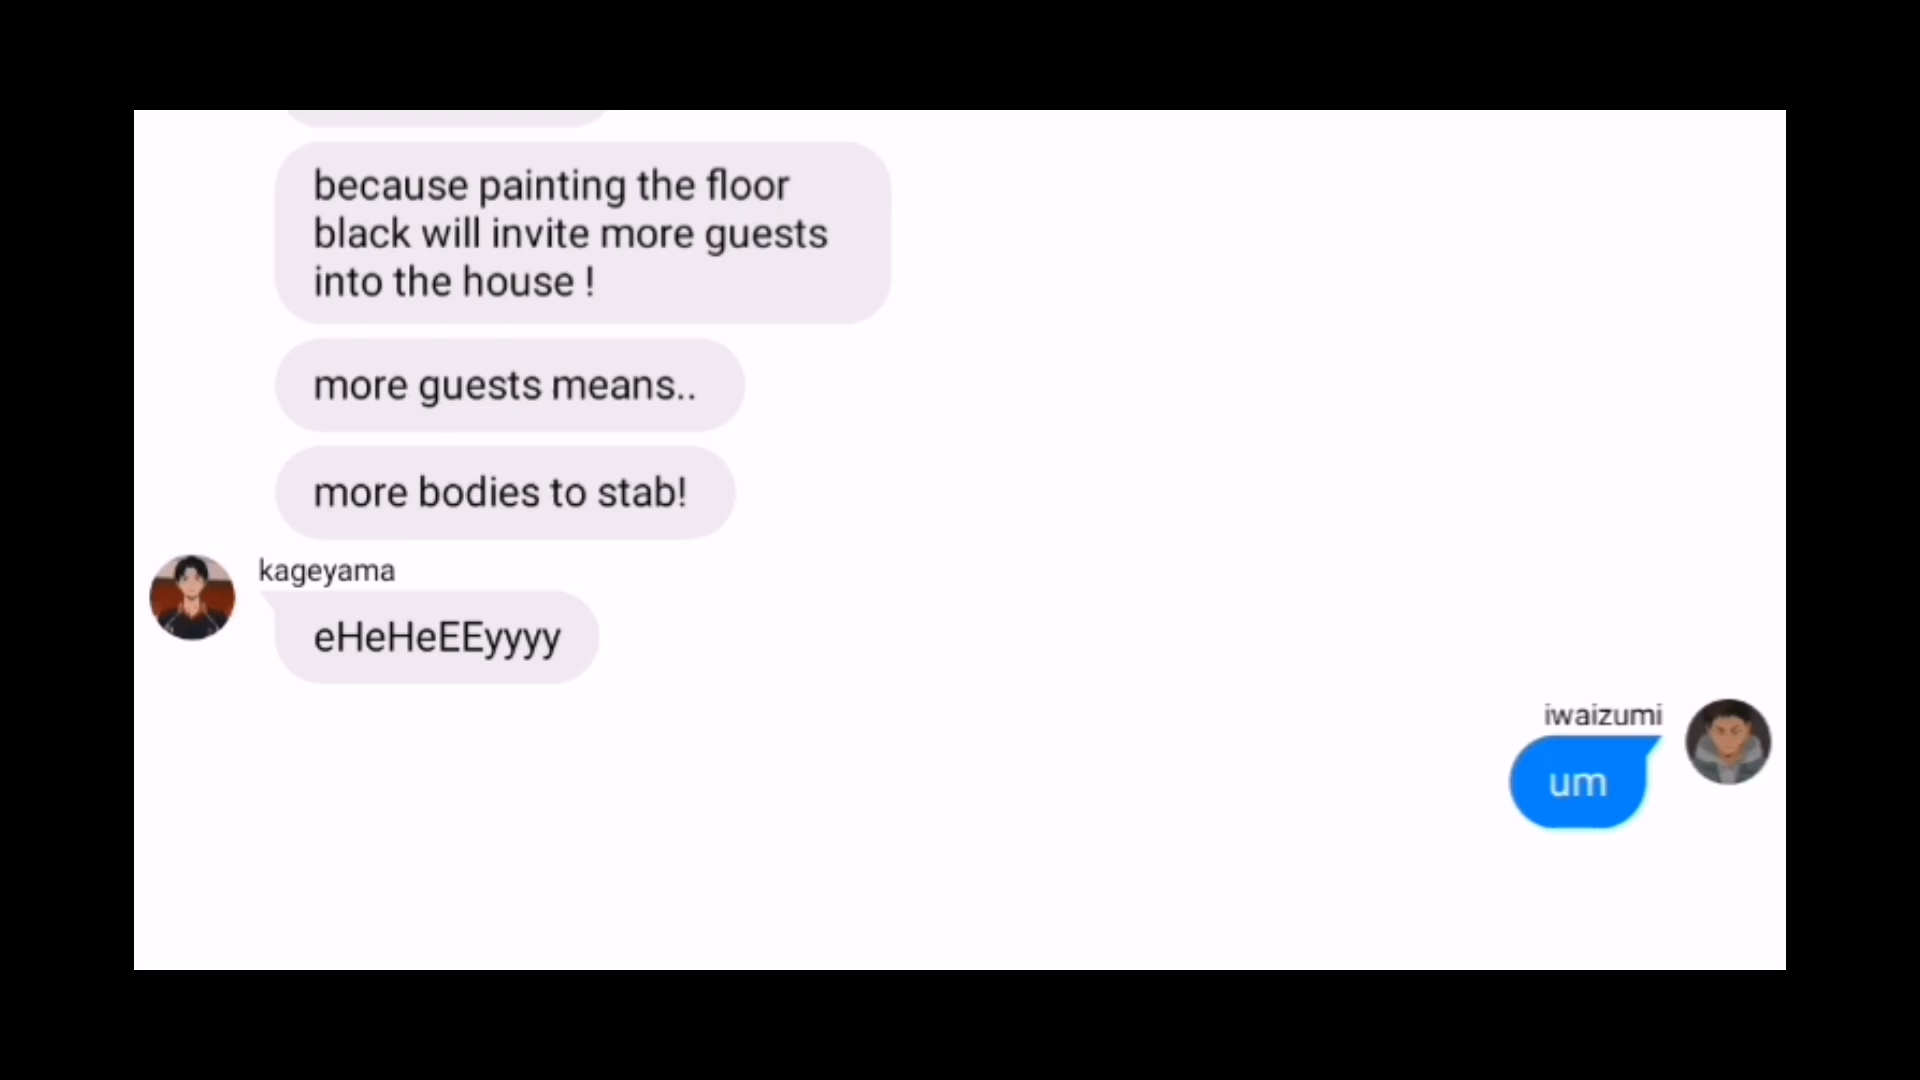 because painting the floor
black will invite more guests
into the house !
more guests means..
more bodies to stab!
kageyama
eHeHeEEyyyy
iwaizumi
um